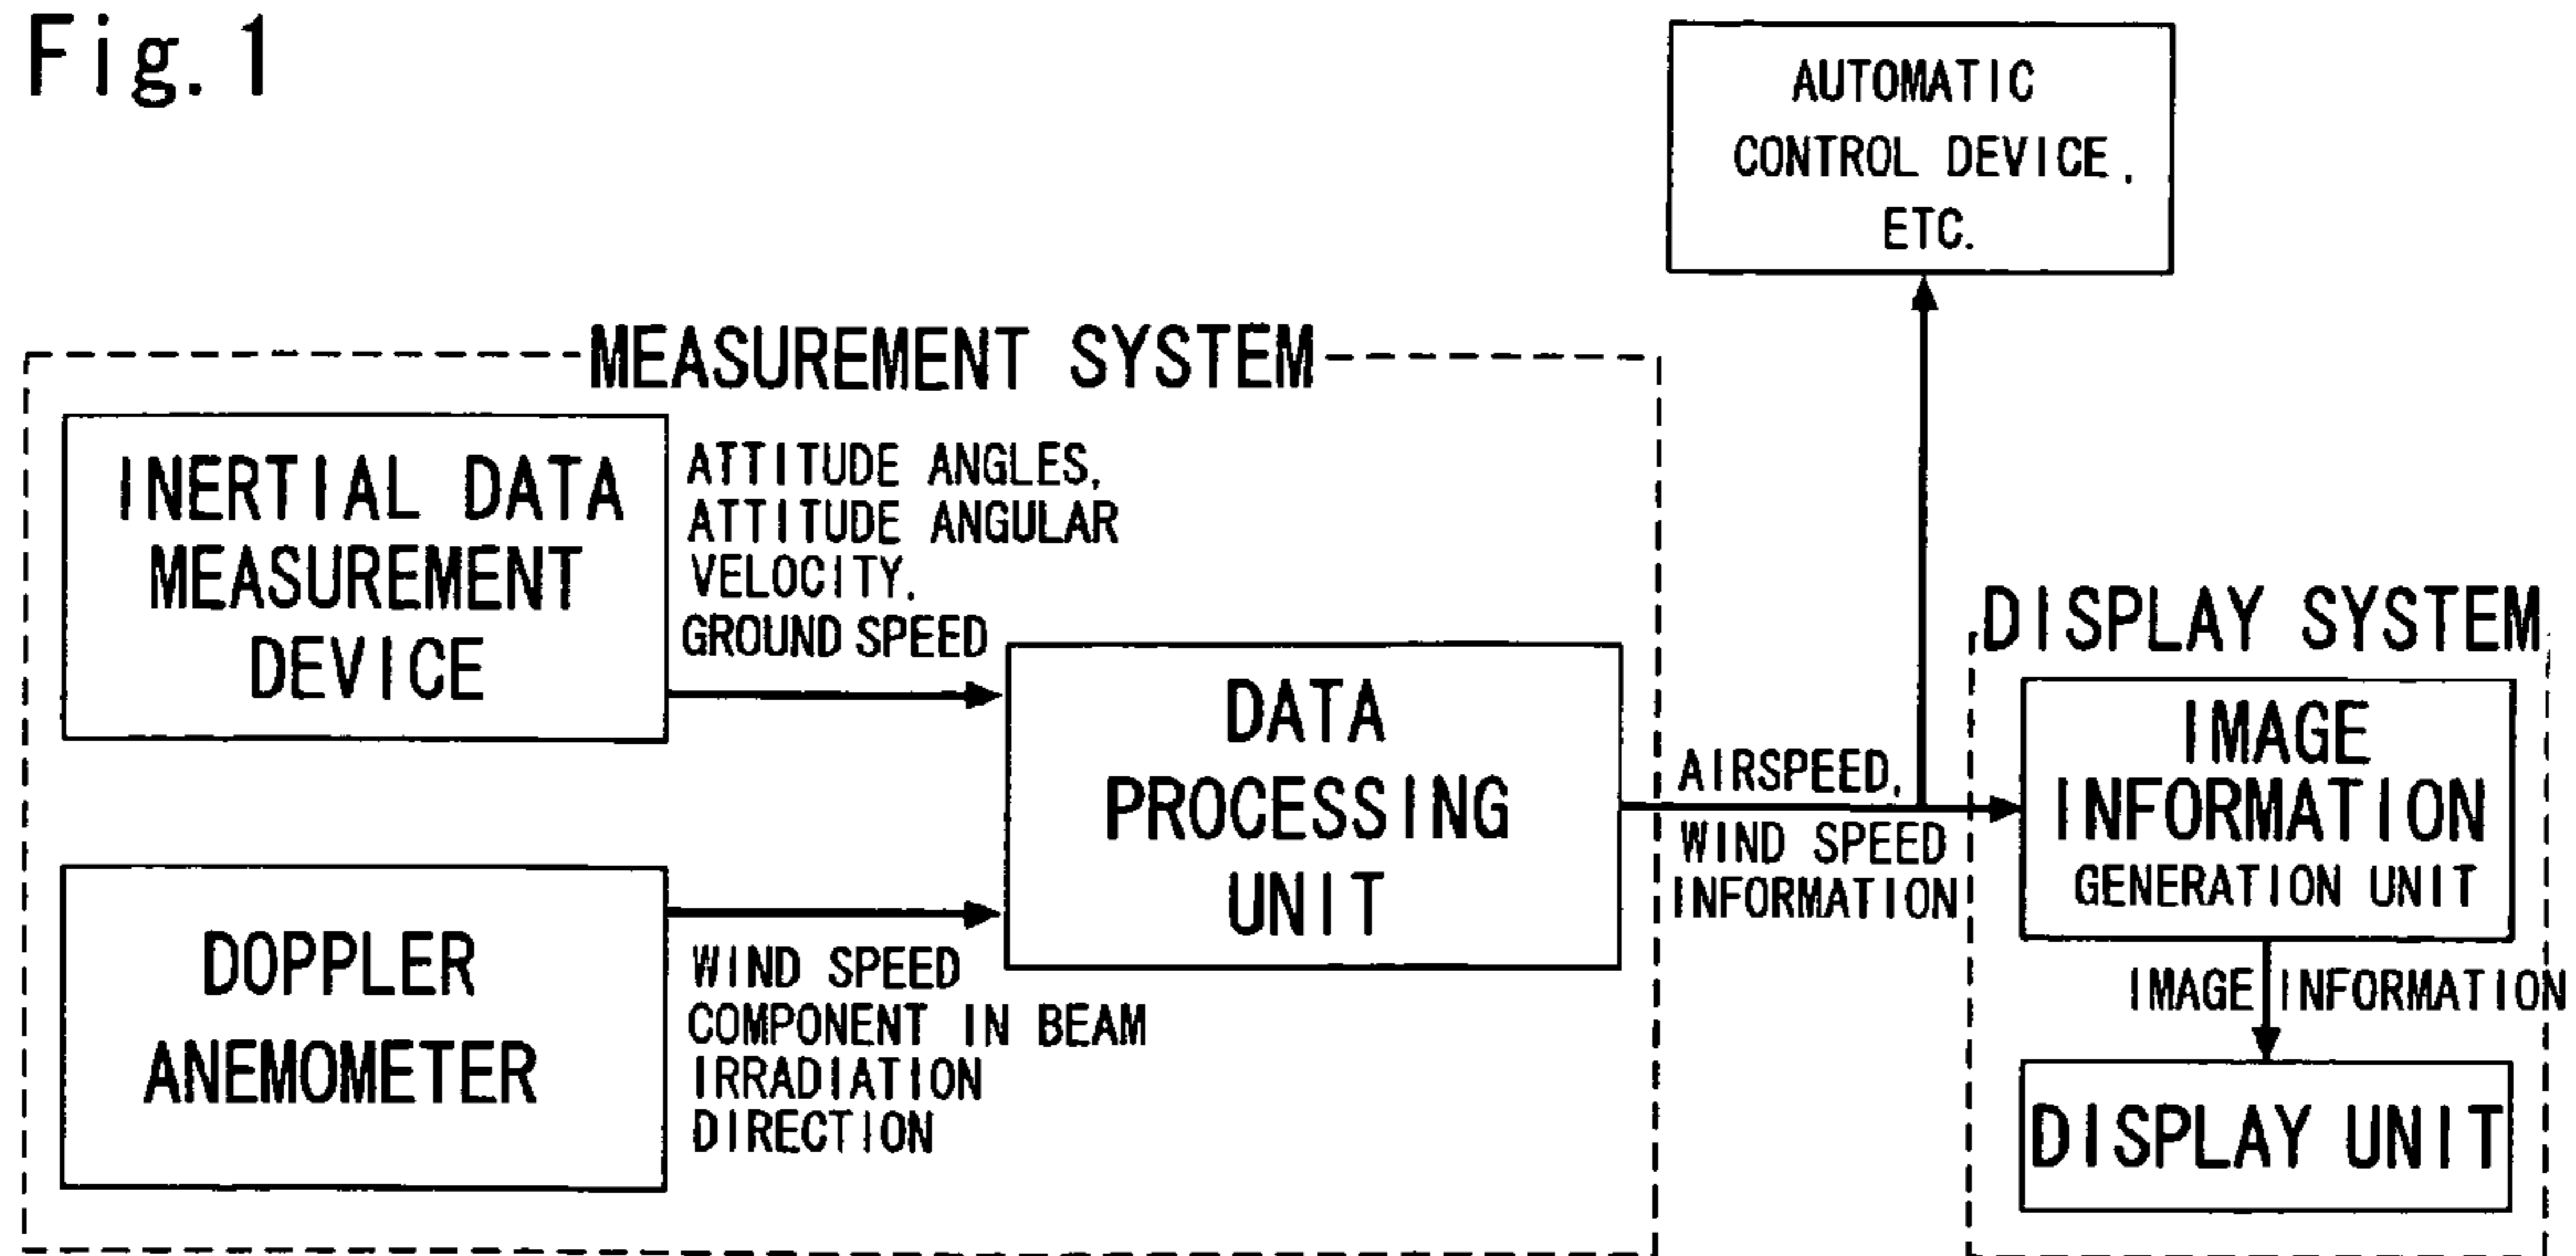 Fig. 1
AUTOMATIC
CONTROL DEVICE,
ETC.
MEASUREMENT SYSTEM
INERTIAL DATA
MEASUREMENT
DEVICE
ATTITUDE ANGLES,
ATTITUDE ANGULAR
VELOCITY,
GROUND SPEED
DOPPLER
ANEMOMETER
WIND SPEED
COMPONENT IN BEAM
IRRADIATION
DIRECTION
DATA
PROCESSING
UNIT
AIRSPEED,
WIND SPEED
INFORMATION
DISPLAY SYSTEM
IMAGE
INFORMATION
GENERATION UNIT
IMAGE INFORMATION
DISPLAY UNIT